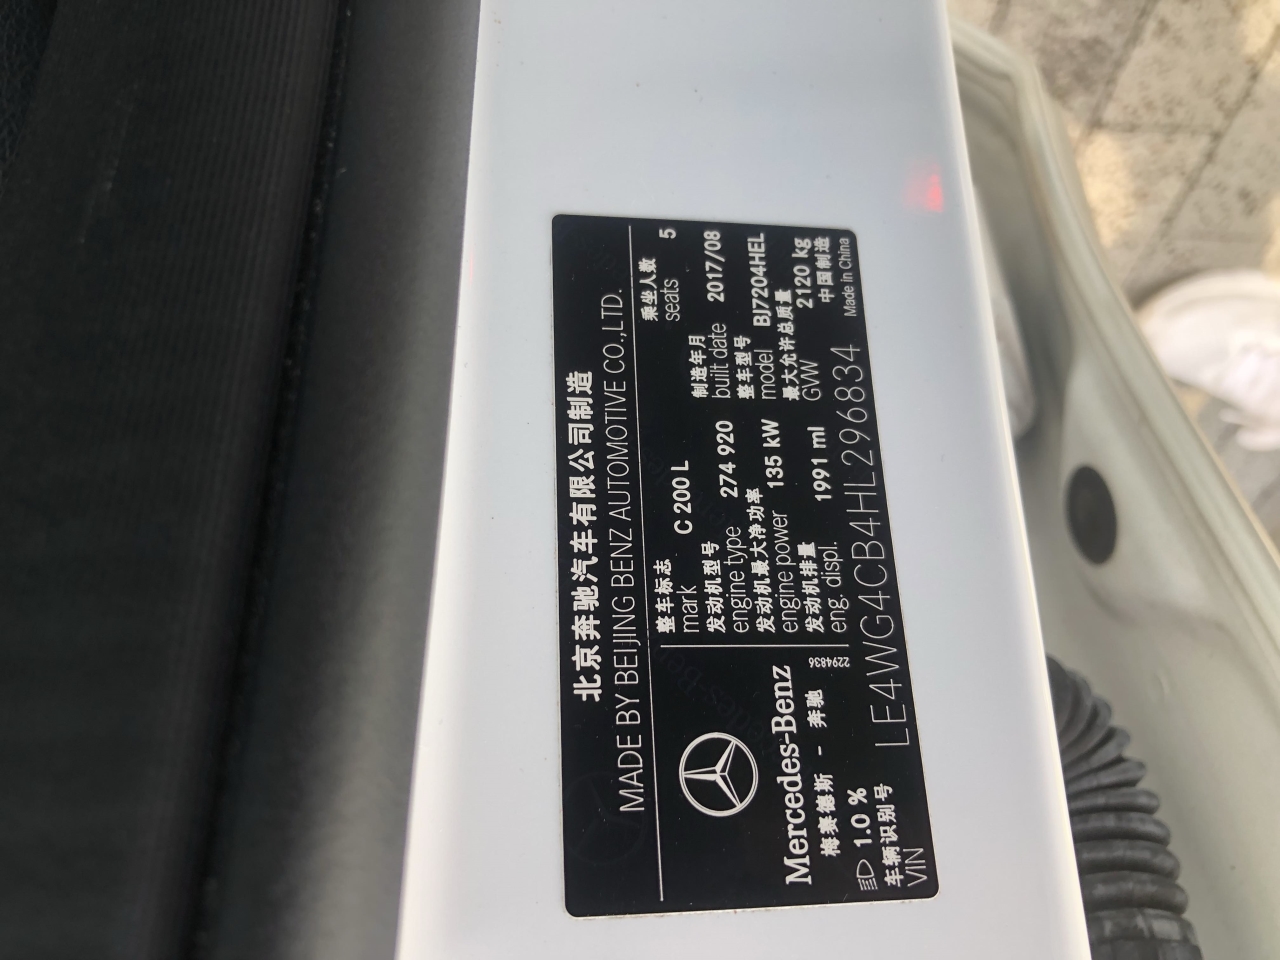 北京奔驰汽车有限公司制造
MADE BY BEIJING BENZ AUTOMOTIVE CO.,LTD.
Mercedes-Benz
梅赛德斯 - 奔驰
2294836
1.0 %
整车标志
mark C 200 L
乘坐人数
seats 5
发动机型号
engine type 274 920
制造年月
built date 2017/08
发动机最大净功率
engine power 135 kW
整车型号
model BJ7204HEL
发动机排量
eng. displ. 1991 ml
最大允许总质量
GVW 2120 kg
车辆识别号
VIN LE4WG4CB4HL296834
中国制造
Made in China